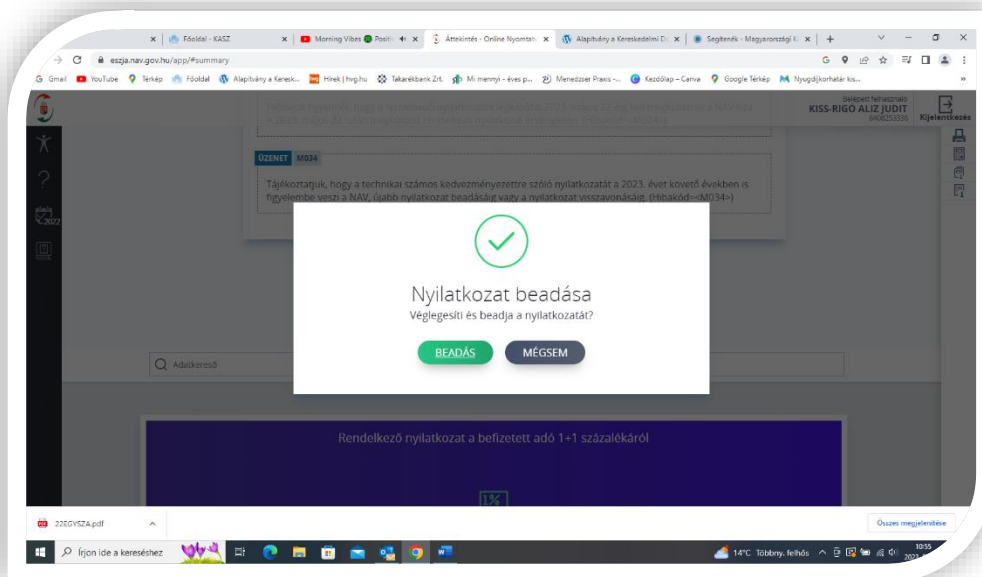 Főoldal - KASZ
Morning Vibes
Áttekintés - Online Nyomtatv
Alapítvány a Kereskedelmi D
Segítenék - Magyarországi
eszja.nav.gov.hu/app/#summary
Gmail
YouTube
Térkép
Főoldal
Alapítvány a Keresk...
Hírek | hvg.hu
Takarékbank Zrt.
Mi mennyi - éves p...
Menedzser Praxis -...
Kezdőlap – Canva
Google Térkép
Nyugdíjkorhatár kis...
Belépett felhasználó
KISS-RIGÓ ALIZ JUDIT
Kijelentkezés
ÜZENET M034
Tájékoztatjuk, hogy a technikai számos kedvezményezettre szóló nyilatkozatát a 2023. évet követő években is
figyelembe veszi a NAV, újabb nyilatkozat beadásáig vagy a nyilatkozat visszavonásáig. (Hibakód=<M034>)
2022
Nyilatkozat beadása
Véglegesíti és beadja a nyilatkozatát?
BEADÁS
MÉGSEM
Adatkereső
Rendelkező nyilatkozat a befizetett adó 1+1 százalékáról
1%
22EGYSZA.pdf
Összes megjelenítése
Írjon ide a kereséshez
14°C Többny. felhős
10:55